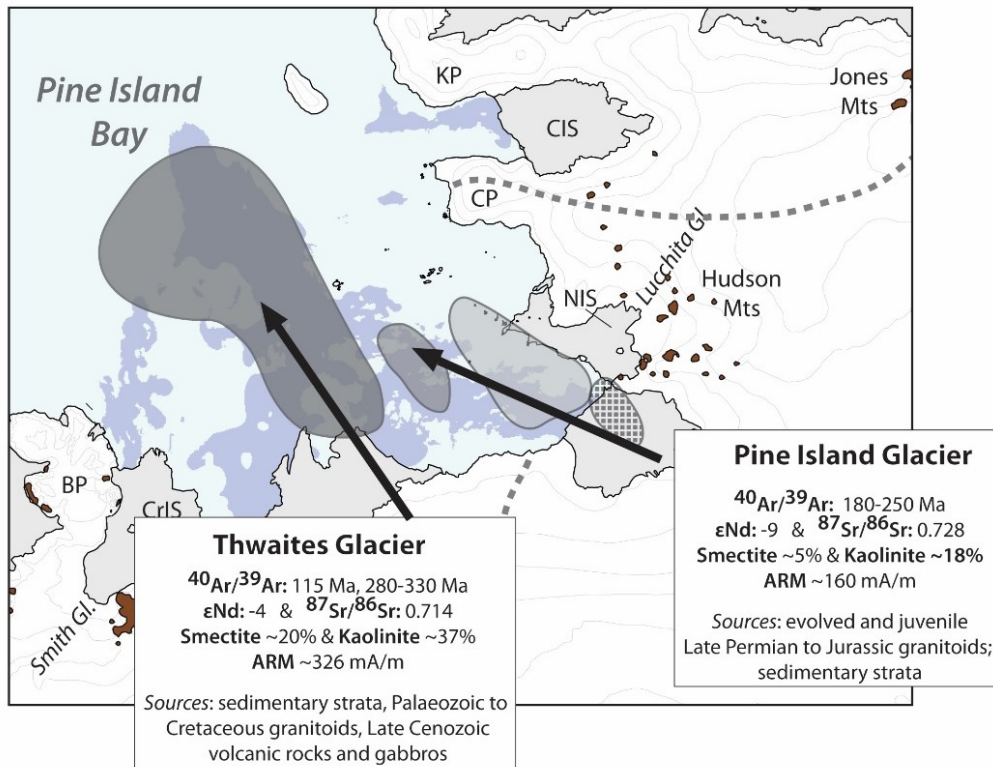 Pine Island
Bay
KP
CIS
Jones
Mts
CP
Lucchita Gl.
NIS
Hudson
Mts
BP
CrIS
Smith Gl.
Pine Island Glacier
⁴⁰Ar/³⁹Ar: 180-250 Ma
εNd: -9 & ⁸⁷Sr/⁸⁶Sr: 0.728
Smectite ~5% & Kaolinite ~18%
ARM ~160 mA/m
Sources: evolved and juvenile
Late Permian to Jurassic granitoids;
sedimentary strata
Thwaites Glacier
⁴⁰Ar/³⁹Ar: 115 Ma, 280-330 Ma
εNd: -4 & ⁸⁷Sr/⁸⁶Sr: 0.714
Smectite ~20% & Kaolinite ~37%
ARM ~326 mA/m
Sources: sedimentary strata, Palaeozoic to
Cretaceous granitoids, Late Cenozoic
volcanic rocks and gabbros